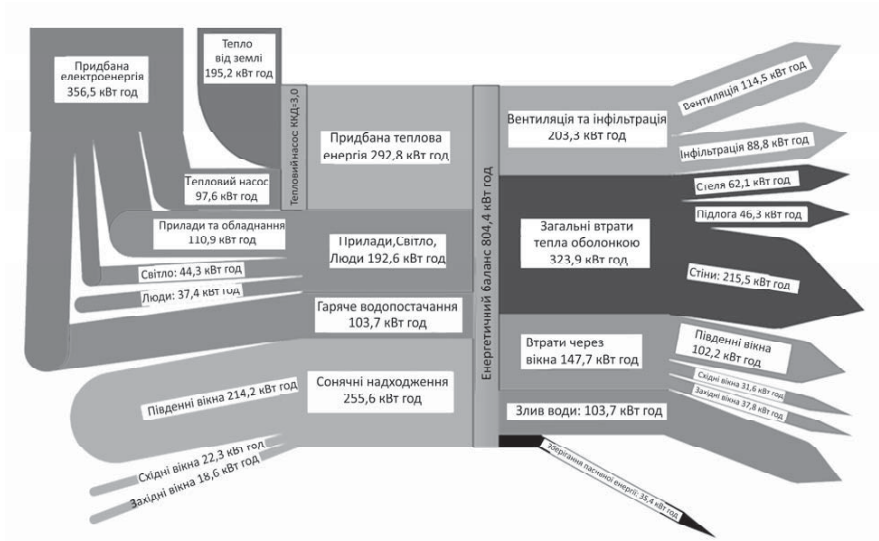 Придбана
електроенергія
356,5 кВт год
Тепло
від землі
195,2 кВт год
Тепловийнасос ККД=3,0
Тепловий насос
97,6 кВт год
Прилади та обладнання
110,9 кВт год
Світло: 44,3 кВт год
Люди: 37,4 кВт год
Південні вікна 214,2 кВт год
Східні вікна 22,3 кВт год
Західні вікна 18,6 кВт год
Придбана теплова
енергія 292,8 кВт год
Прилади,Світло,
Люди 192,6 кВт год
Гаряче водопостачання
103,7 кВт год
Сонячні надходження
255,6 кВт год
Енергетичний баланс 804,4 кВт год
Вентиляція та інфільтрація
203,3 кВт год
Загальні втрати
тепла оболонкою
323,9 кВт год
Втрати через
вікна 147,7 кВт год
Злив води: 103,7 кВт год
Вентиляція 114,5 кВт год
Інфільтрація 88,8 кВт год
Стеля 62,1 кВт год
Підлога 46,3 кВт год
Стіни: 215,5 кВт год
Південні вікна
102,2 кВт год
Східні вікна 31,6 кВт год
Західні вікна 37,8 кВт год
Зберігання пасивної енергії: 35,4 кВт год